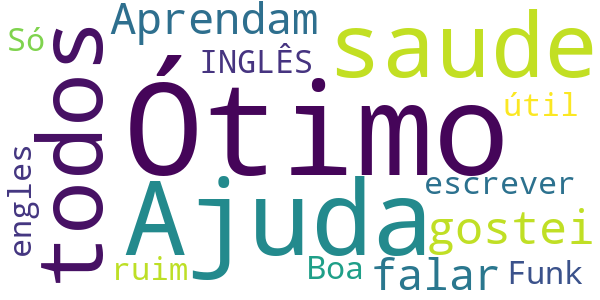 Aprendam
Só
INGLÊS
saude
todos
Ótimo
útil
engles
Ajuda
escrever
gostei
ruim
Boa
falar
Funk